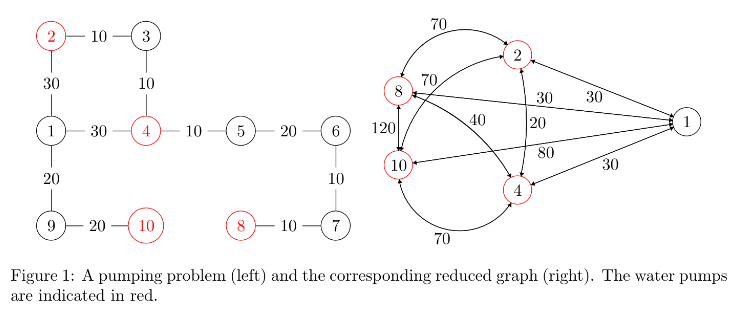 2 10 3
30 10
1 30 4 10 5 20 6
20 10
9 20 10 8 10 7
70
2
70
8
30 30
1
120 40 20
80
10
30
4
70
Figure 1: A pumping problem (left) and the corresponding reduced graph (right). The water pumps
are indicated in red.